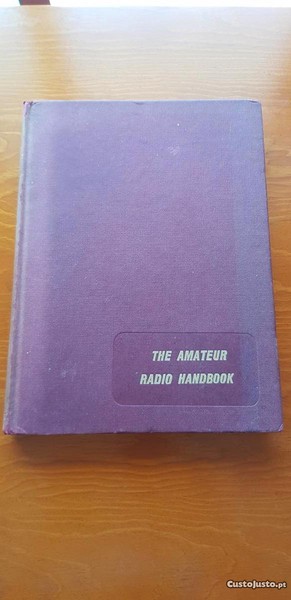 THE AMATEUR
RADIO HANDBOOK
CustoJusto.pt